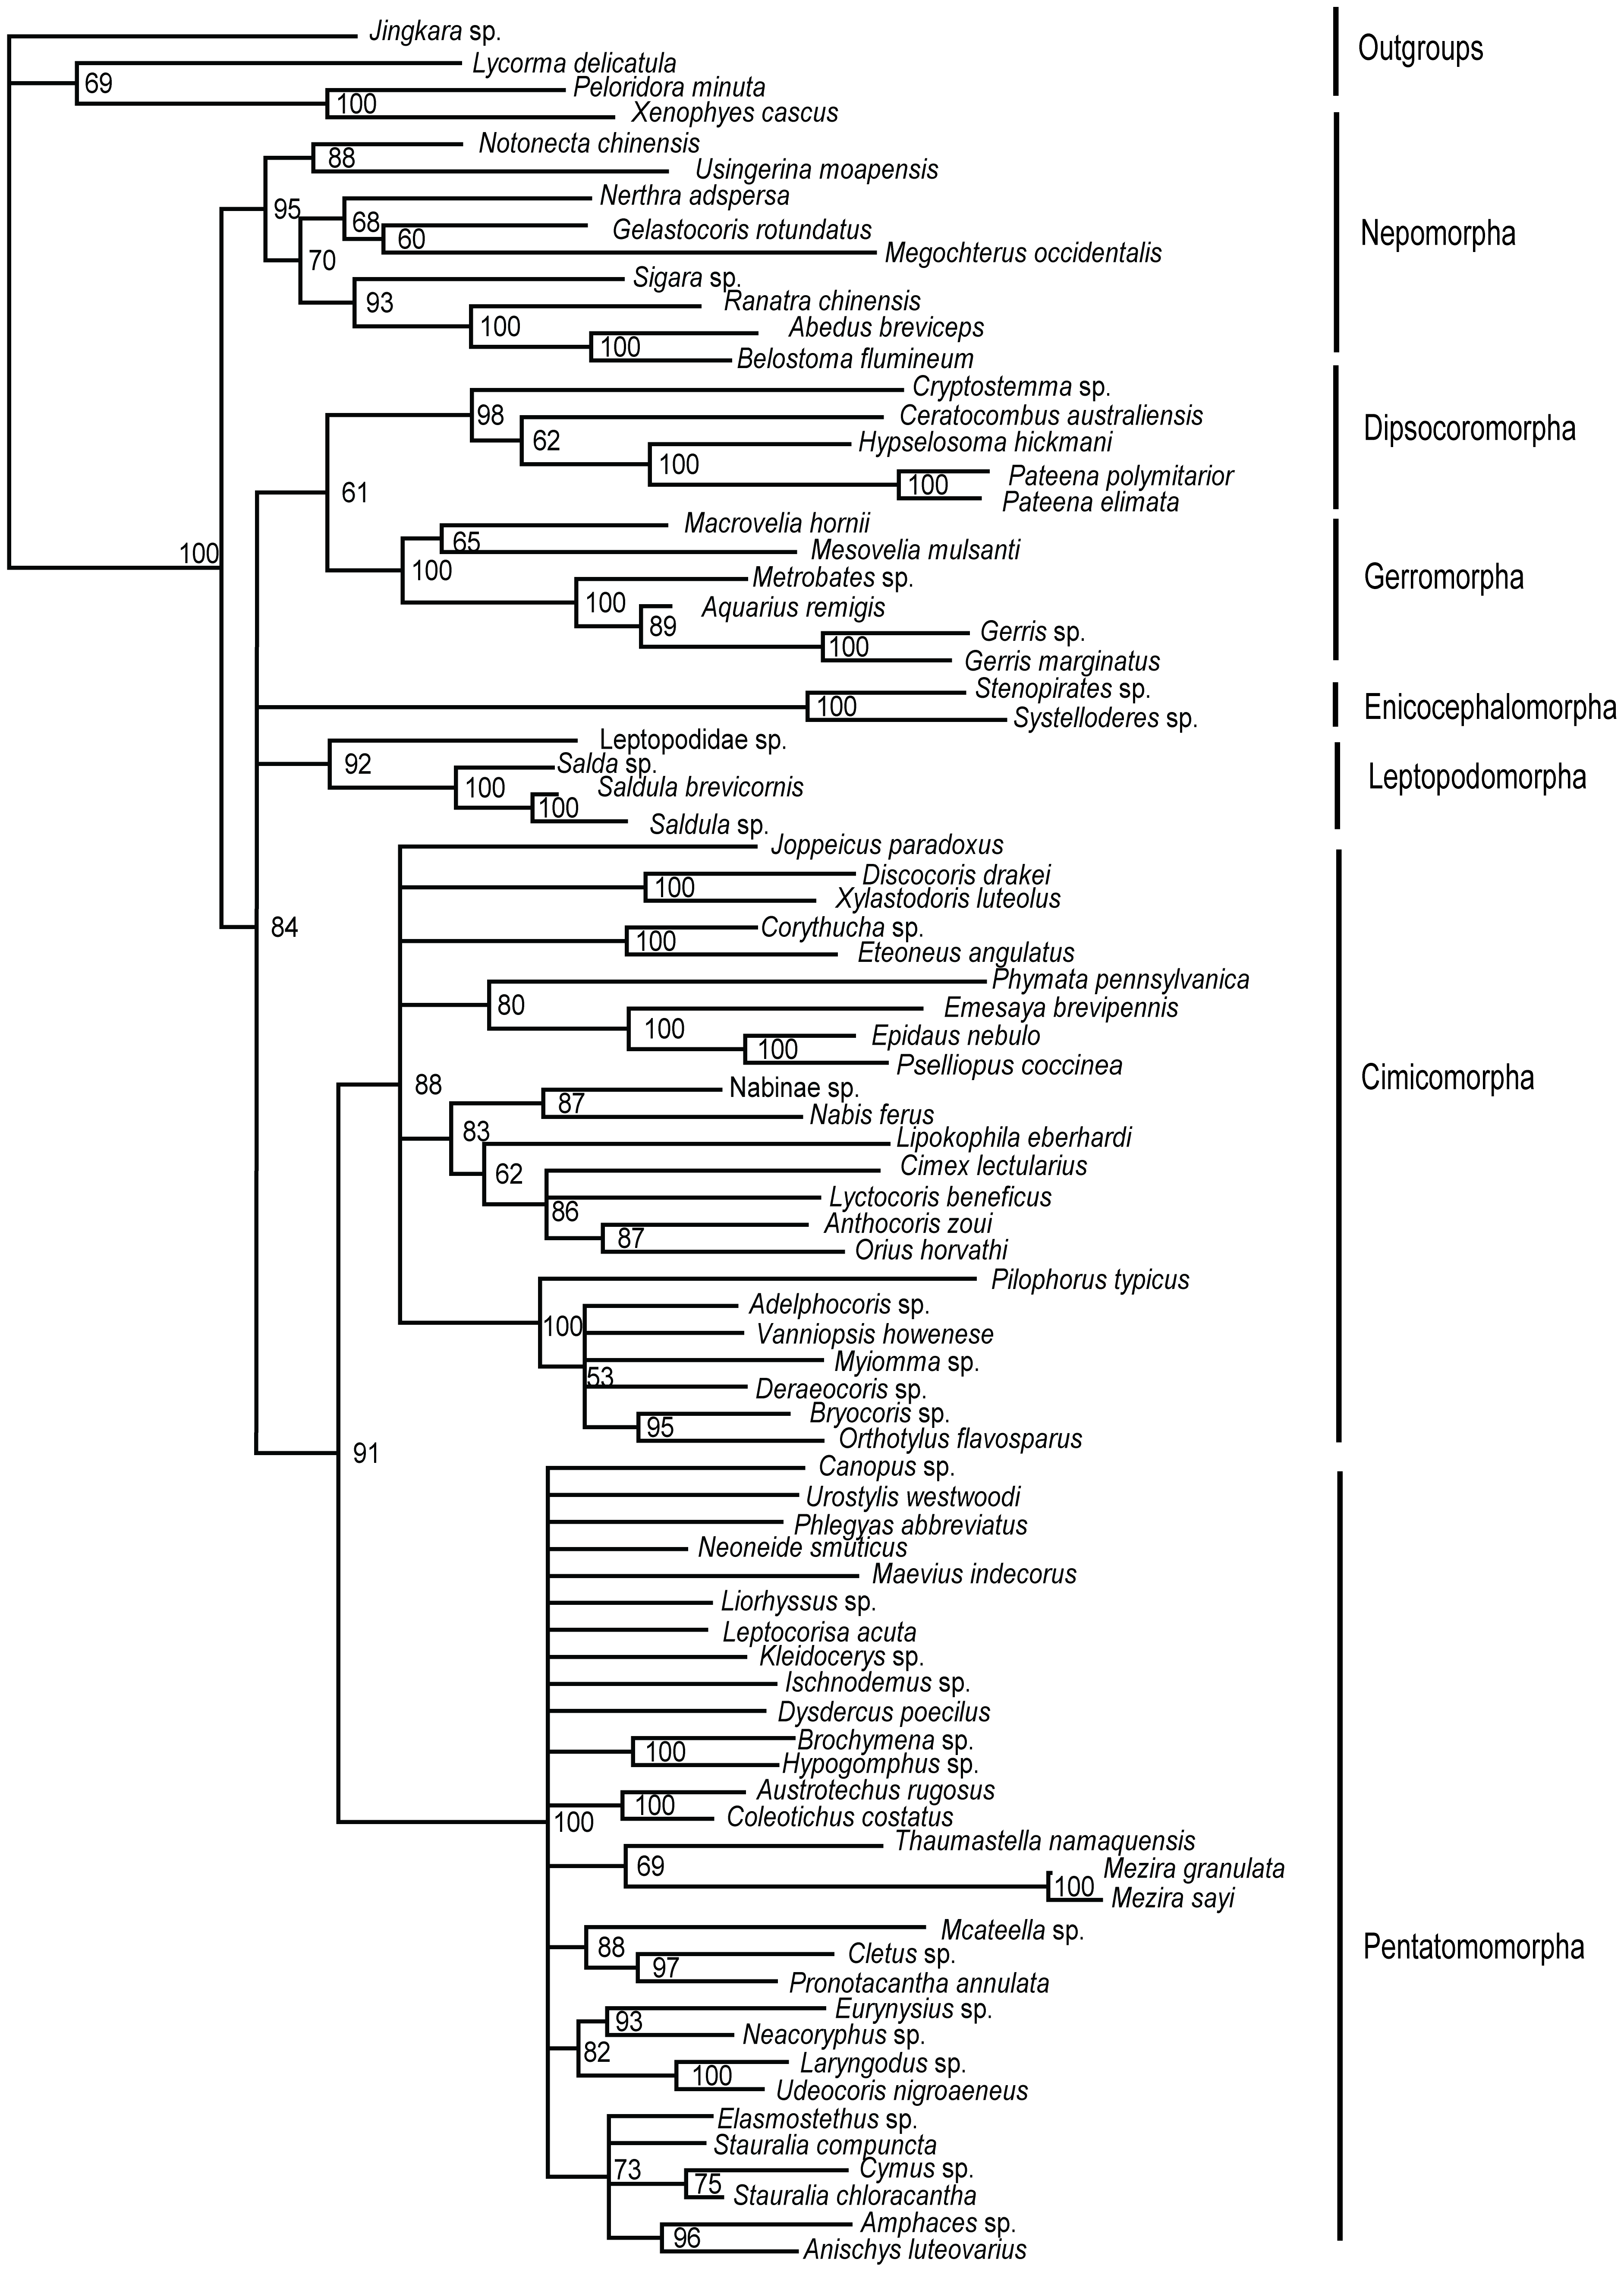 Jingkara sp.
Lycorma delicatula
69
Peloridora minuta
100
Xenophyes cascus
Outgroups
Notonecta chinensis
88
Usingerina moapensis
95
Nerthra adspersa
68
Gelastocoris rotundatus
60
Megochterus occidentalis
70
Sigara sp.
93
Ranatra chinensis
100
Abedus breviceps
100
Belostoma flumineum
Nepomorpha
Cryptostemma sp.
98
Ceratocombus australiensis
62
Hypselosoma hickmani
100
Pateena polymitarior
100
Pateena elimata
Dipsocoromorpha
61
Macrovelia hornii
65
Mesovelia mulsanti
100
Metrobates sp.
100
Aquarius remigis
89
Gerris sp.
100
Gerris marginatus
Gerromorpha
100
Stenopirates sp.
100
Systelloderes sp.
Enicocephalomorpha
Leptopodidae sp.
92
Salda sp.
100
Saldula brevicornis
100
Saldula sp.
Leptopodomorpha
84
Joppeicus paradoxus
Discocoris drakei
100
Xylastodoris luteolus
Corythucha sp.
100
Eteoneus angulatus
Phymata pennsylvanica
80
Emesaya brevipennis
100
Epidaus nebulo
100
Pselliopus coccinea
88
Nabinae sp.
87
Nabis ferus
83
Lipokophila eberhardi
62
Cimex lectularius
86
Lyctocoris beneficus
Anthocoris zoui
87
Orius horvathi
Cimicomorpha
Pilophorus typicus
100
Adelphocoris sp.
Vanniopsis howenese
Myiomma sp.
53
Deraeocoris sp.
Bryocoris sp.
95
Orthotylus flavosparus
91
Canopus sp.
Urostylis westwoodi
Phlegyas abbreviatus
Neoneide smuticus
Maevius indecorus
Liorhyssus sp.
Leptocorisa acuta
Kleidocerys sp.
Ischnodemus sp.
Dysdercus poecilus
Brochymena sp.
100
Hypogomphus sp.
Austrotechus rugosus
100
Coleotichus costatus
100
Thaumastella namaquensis
69
Mezira granulata
100
Mezira sayi
Mcateella sp.
88
Cletus sp.
97
Pronotacantha annulata
Pentatomomorpha
Eurynysius sp.
93
Neacoryphus sp.
82
Laryngodus sp.
100
Udeocoris nigroaeneus
Elasmostethus sp.
Stauralia compuncta
73
Cymus sp.
75
Stauralia chloracantha
Amphaces sp.
96
Anischys luteovarius